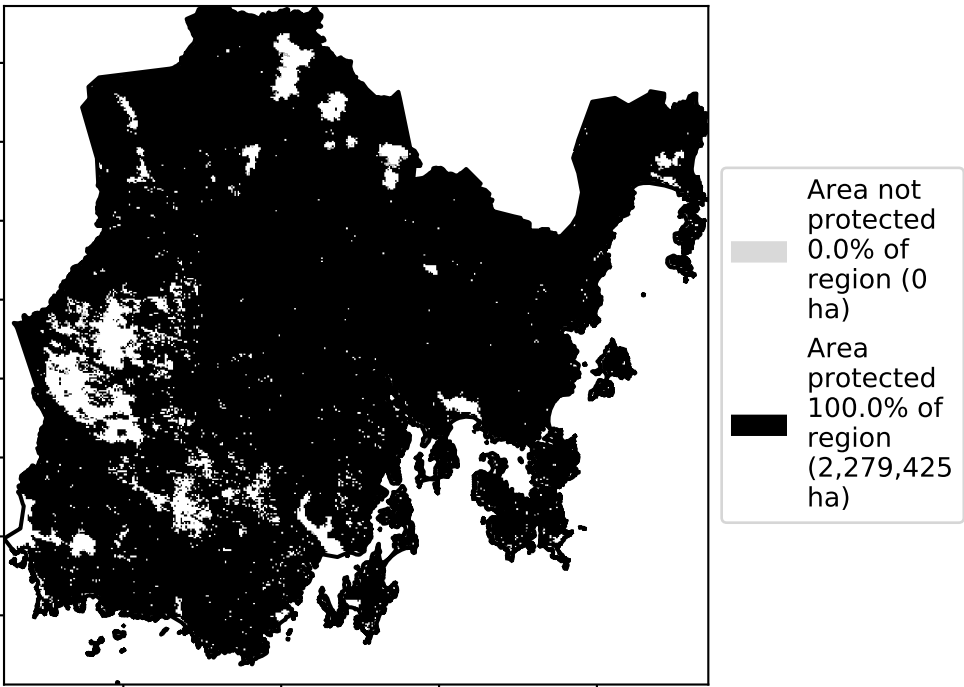 Area not
protected
0.0% of
region (0
ha)
Area
protected
100.0% of
region
(2,279,425
ha)